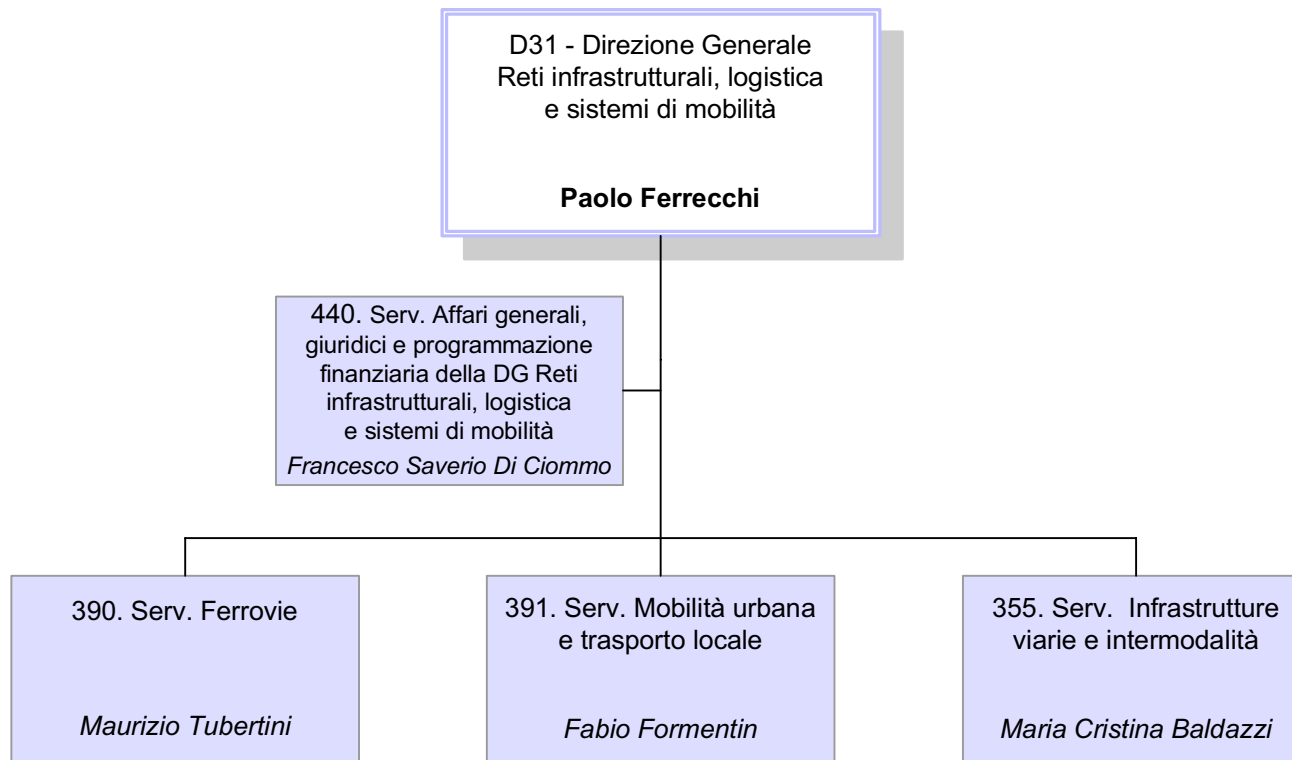 D31 - Direzione Generale
Reti infrastrutturali, logistica
e sistemi di mobilità
Paolo Ferrecchi
440. Serv. Affari generali,
giuridici e programmazione
finanziaria della DG Reti
infrastrutturali, logistica
e sistemi di mobilità
Francesco Saverio Di Ciommo
390. Serv. Ferrovie
Maurizio Tubertini
391. Serv. Mobilità urbana
e trasporto locale
Fabio Formentin
355. Serv.  Infrastrutture
viarie e intermodalità
Maria Cristina Baldazzi